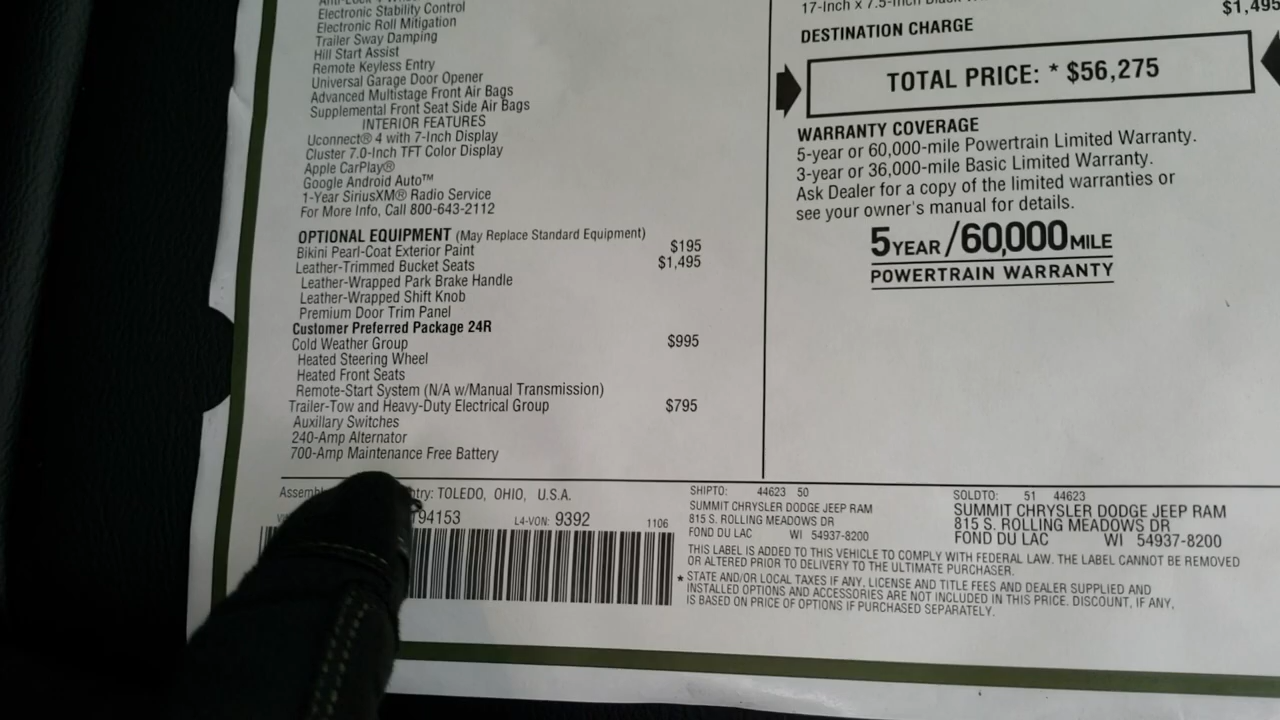 Electronic Stability Control
Electronic Roll Mitigation
Trailer Sway Damping
Hill Start Assist
Remote Keyless Entry
Universal Garage Door Opener
Advanced Multistage Front Air Bags
Supplemental Front Seat Side Air Bags
INTERIOR FEATURES
Uconnect® 4 with 7-Inch Display
Cluster 7.0-Inch TFT Color Display
Apple CarPlay®
Google Android Auto™
1-Year SiriusXM® Radio Service
For More Info, Call 800-643-2112
OPTIONAL EQUIPMENT (May Replace Standard Equipment)
Bikini Pearl-Coat Exterior Paint $195
Leather-Trimmed Bucket Seats $1,495
Leather-Wrapped Park Brake Handle
Leather-Wrapped Shift Knob
Premium Door Trim Panel
Customer Preferred Package 24R
Cold Weather Group $995
Heated Steering Wheel
Heated Front Seats
Remote-Start System (N/A w/Manual Transmission)
Trailer-Tow and Heavy-Duty Electrical Group $795
Auxillary Switches
240-Amp Alternator
700-Amp Maintenance Free Battery
17-Inch x 7.5-Inch
DESTINATION CHARGE $1,495
TOTAL PRICE: * $56,275
WARRANTY COVERAGE
5-year or 60,000-mile Powertrain Limited Warranty.
3-year or 36,000-mile Basic Limited Warranty.
Ask Dealer for a copy of the limited warranties or
see your owner's manual for details.
5 YEAR / 60,000 MILE
POWERTRAIN WARRANTY
TOLEDO, OHIO, U.S.A.
94153 L4-VON: 9392 1106
SHIPTO: 44623 50
SUMMIT CHRYSLER DODGE JEEP RAM
815 S. ROLLING MEADOWS DR
FOND DU LAC WI 54937-8200
SOLDTO: 51 44623
SUMMIT CHRYSLER DODGE JEEP RAM
815 S. ROLLING MEADOWS DR
FOND DU LAC WI 54937-8200
THIS LABEL IS ADDED TO THIS VEHICLE TO COMPLY WITH FEDERAL LAW. THE LABEL CANNOT BE REMOVED
OR ALTERED PRIOR TO DELIVERY TO THE ULTIMATE PURCHASER.
* STATE AND/OR LOCAL TAXES IF ANY, LICENSE AND TITLE FEES AND DEALER SUPPLIED AND
INSTALLED OPTIONS AND ACCESSORIES ARE NOT INCLUDED IN THIS PRICE. DISCOUNT, IF ANY,
IS BASED ON PRICE OF OPTIONS IF PURCHASED SEPARATELY.